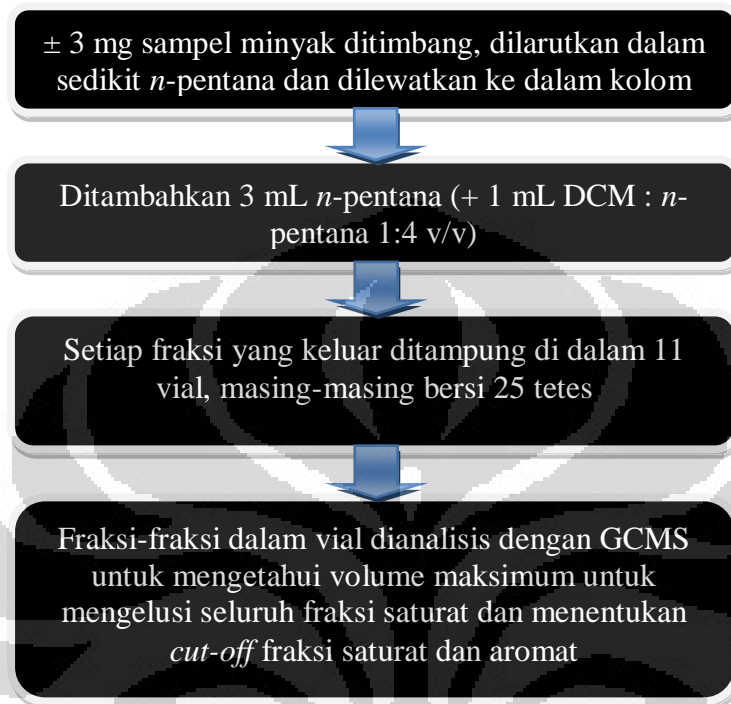 ± 3 mg sampel minyak ditimbang, dilarutkan dalam
sedikit n-pentana dan dilewatkan ke dalam kolom
Ditambahkan 3 mL n-pentana (+ 1 mL DCM : n-
pentana 1:4 v/v)
Setiap fraksi yang keluar ditampung di dalam 11
vial, masing-masing bersi 25 tetes
Fraksi-fraksi dalam vial dianalisis dengan GCMS
untuk mengetahui volume maksimum untuk
mengelusi seluruh fraksi saturat dan menentukan
cut-off fraksi saturat dan aromat